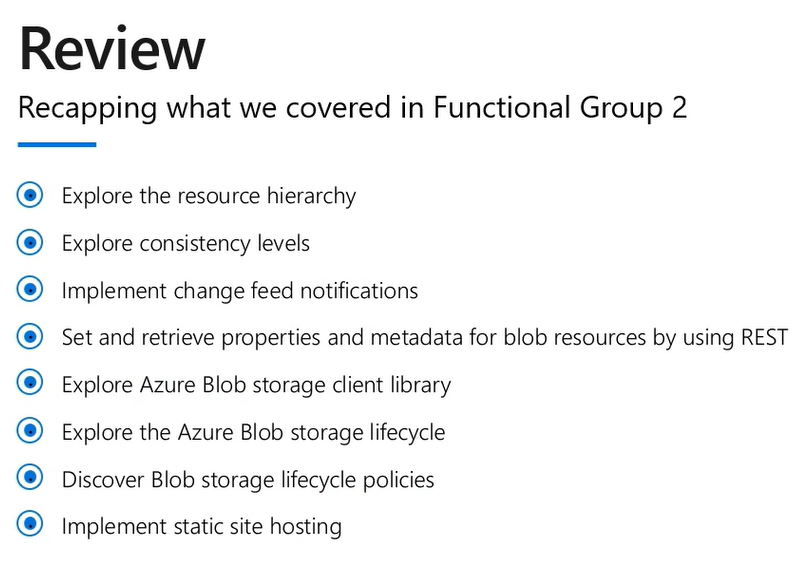 Review
Recapping what we covered in Functional Group 2
Explore the resource hierarchy
Explore consistency levels
Implement change feed notifications
Set and retrieve properties and metadata for blob resources by using REST
Explore Azure Blob storage client library
Explore the Azure Blob storage lifecycle
Discover Blob storage lifecycle policies
Implement static site hosting